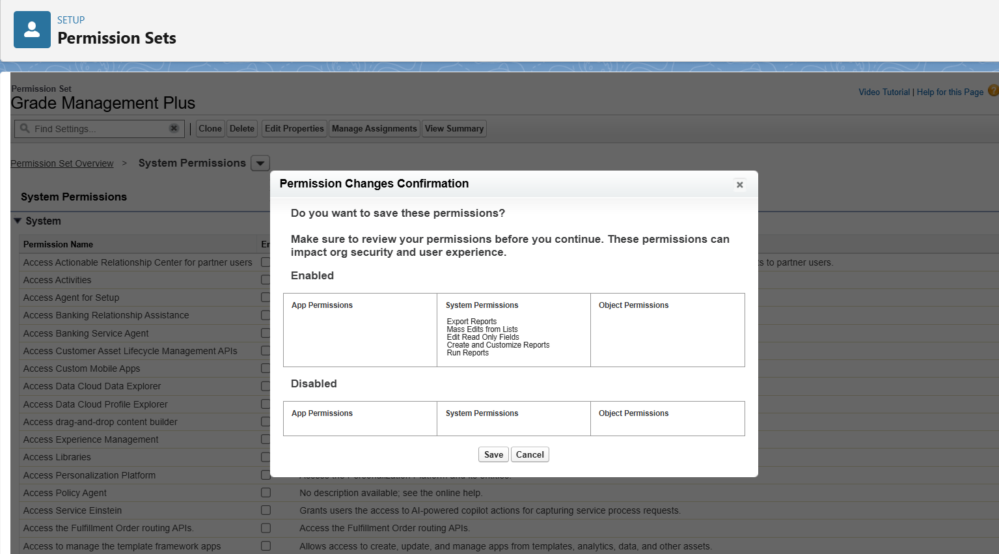 SETUP
Permission Sets
Permission Set
Grade Management Plus
Video Tutorial | Help for this Page ?
Find Settings...
Clone Delete Edit Properties Manage Assignments View Summary
Permission Set Overview > System Permissions
System Permissions
System
Permission Name En
Access Actionable Relationship Center for partner users ts to partner users.
Access Activities
Access Agent for Setup
Access Banking Relationship Assistance
Access Banking Service Agent
Access Customer Asset Lifecycle Management APIs
Access Custom Mobile Apps
Access Data Cloud Data Explorer
Access Data Cloud Profile Explorer
Access drag-and-drop content builder
Access Experience Management
Access Libraries
Access Personalization Platform Access the Personalization Platform and its entities.
Access Policy Agent No description available; see the online help.
Access Service Einstein Grants users the access to AI-powered copilot actions for capturing service process requests.
Access the Fulfillment Order routing APIs. Access the Fulfillment Order routing APIs.
Access to manage the template framework apps Allows access to create, update, and manage apps from templates, analytics, data, and other assets.
Permission Changes Confirmation
Do you want to save these permissions?
Make sure to review your permissions before you continue. These permissions can
impact org security and user experience.
Enabled
App Permissions System Permissions Object Permissions
Export Reports
Mass Edits from Lists
Edit Read Only Fields
Create and Customize Reports
Run Reports
Disabled
App Permissions System Permissions Object Permissions
Save Cancel